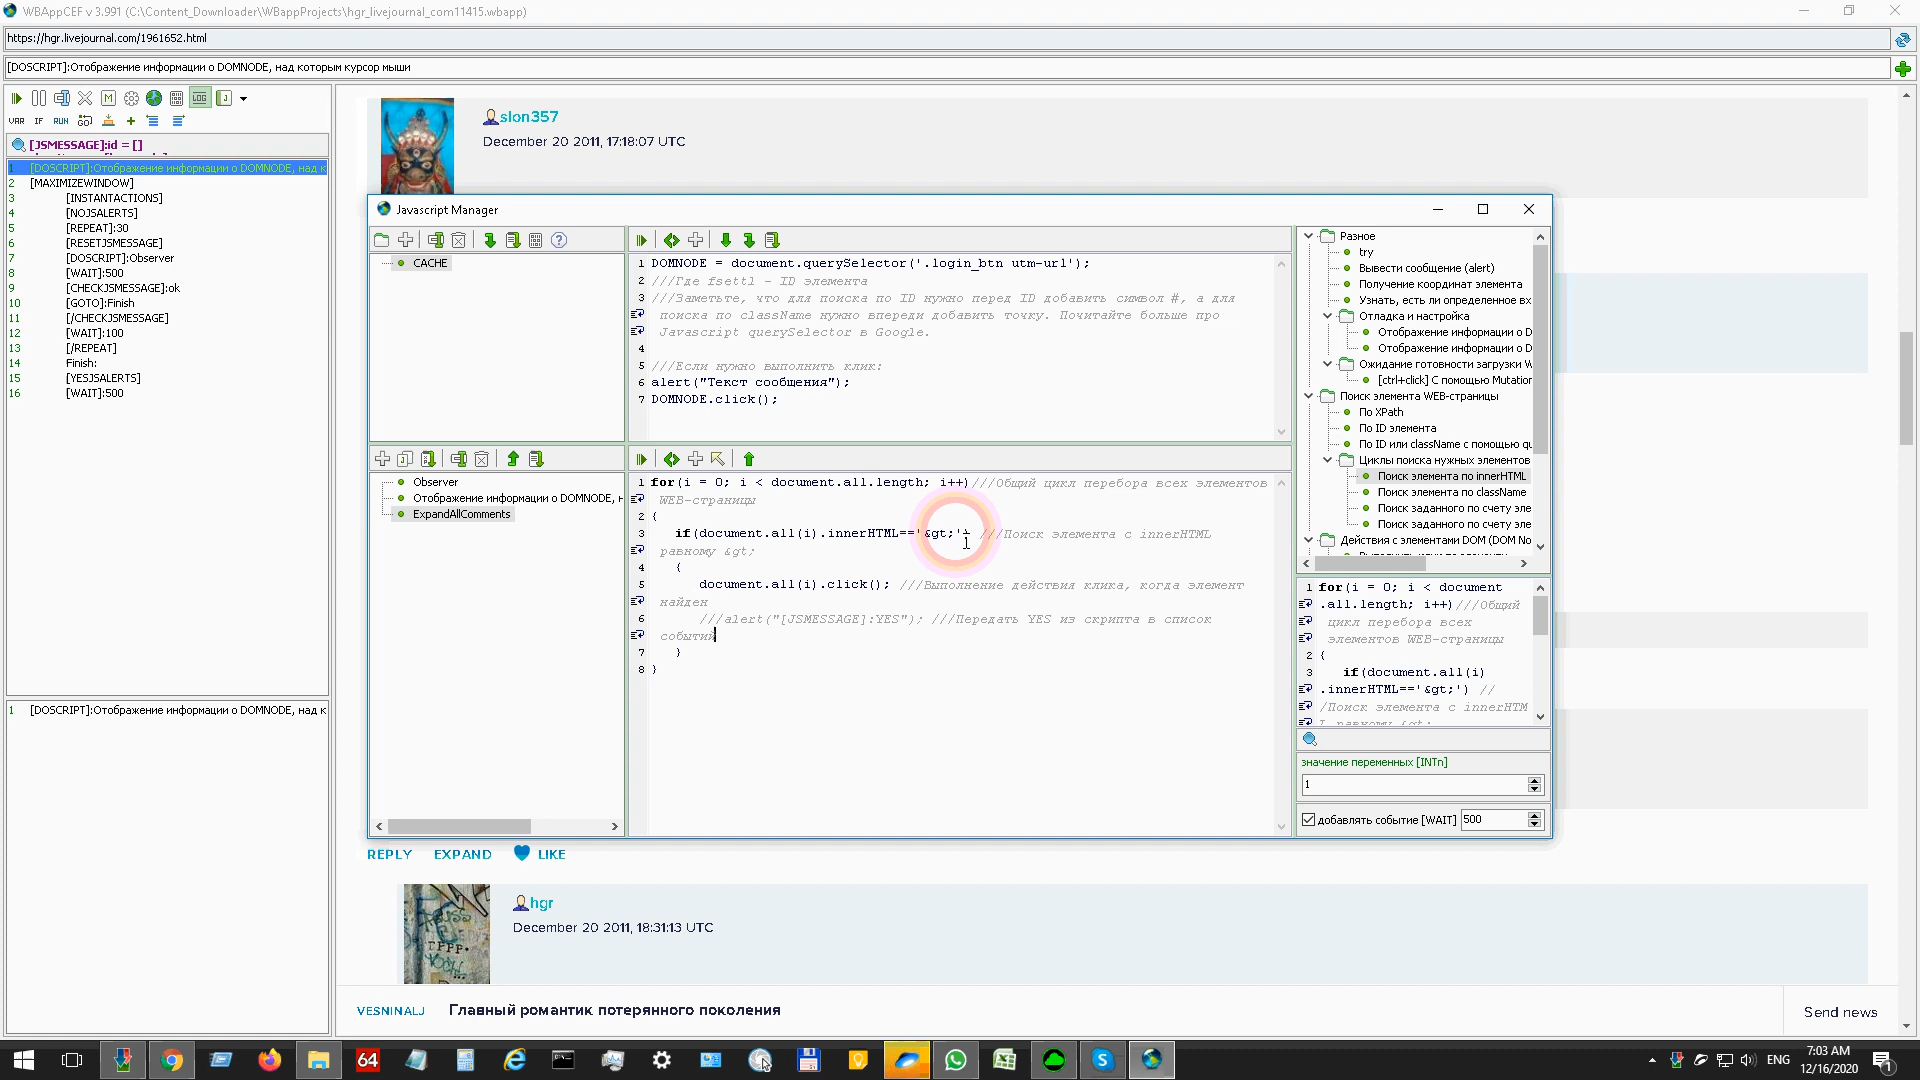 WBAppCEF v 3.991 (C:\Content_Downloader\WBappProjects\hgr_livejournal_com11415.wbapp)
https://hgr.livejournal.com/1961652.html
[DOSCRIPT]:Отображение информации о DOMNODE, над которым курсор мыши
M
LOG
J
VAR IF RUN
[JSMESSAGE]:id = []
1 [DOSCRIPT]:Отображение информации о DOMNODE, над к
2 [MAXIMIZEWINDOW]
3 [INSTANTACTIONS]
4 [NOJSALERTS]
5 [REPEAT]:30
6 [RESETJSMESSAGE]
7 [DOSCRIPT]:Observer
8 [WAIT]:500
9 [CHECKJSMESSAGE]:ok
10 [GOTO]:Finish
11 [/CHECKJSMESSAGE]
12 [WAIT]:100
13 [/REPEAT]
14 Finish:
15 [YESJSALERTS]
16 [WAIT]:500
1 [DOSCRIPT]:Отображение информации о DOMNODE, над к
slon357
December 20 2011, 17:18:07 UTC
Javascript Manager
CACHE
1 DOMNODE = document.querySelector('.login_btn utm-url');
2 ///Где fsettl - ID элемента
3 ///Заметьте, что для поиска по ID нужно перед ID добавить символ #, а для
поиска по className нужно впереди добавить точку. Почитайте больше про
Javascript querySelector в Google.
4
5 ///Если нужно выполнить клик:
6 alert("Текст сообщения");
7 DOMNODE.click();
Observer
Отображение информации о DOMNODE, н
ExpandAllComments
1 for(i = 0; i < document.all.length; i++)///Общий цикл перебора всех элементов
WEB-страницы
2 {
3 if(document.all(i).innerHTML=='&gt;') ///Поиск элемента с innerHTML
равному &gt;
4 {
5 document.all(i).click(); ///Выполнение действия клика, когда элемент
найден
6 ///alert("[JSMESSAGE]:YES"); ///Передать YES из скрипта в список
событий
7 }
8 }
Разное
try
Вывести сообщение (alert)
Получение координат элемента
Узнать, есть ли определенное вх
Отладка и настройка
Отображение информации о D
Отображение информации о D
Ожидание готовности загрузки W
[ctrl+click] С помощью Mutation
Поиск элемента WEB-страницы
По XPath
По ID элемента
По ID или className с помощью qu
Циклы поиска нужных элементов
Поиск элемента по innerHTML
Поиск элемента по className
Поиск заданного по счету эле
Поиск заданного по счету эле
Действия с элементами DOM (DOM No
1 for(i = 0; i < document
.all.length; i++)///Общий
цикл перебора всех
элементов WEB-страницы
2 {
3 if(document.all(i)
.innerHTML=='&gt;') //
/Поиск элемента с innerHTM
L равному &gt;
значение переменных [INTn]
1
добавлять событие [WAIT] 500
REPLY EXPAND LIKE
hgr
December 20 2011, 18:31:13 UTC
VESNINALJ Главный романтик потерянного поколения
Send news
64
ENG
7:03 AM
12/16/2020
1